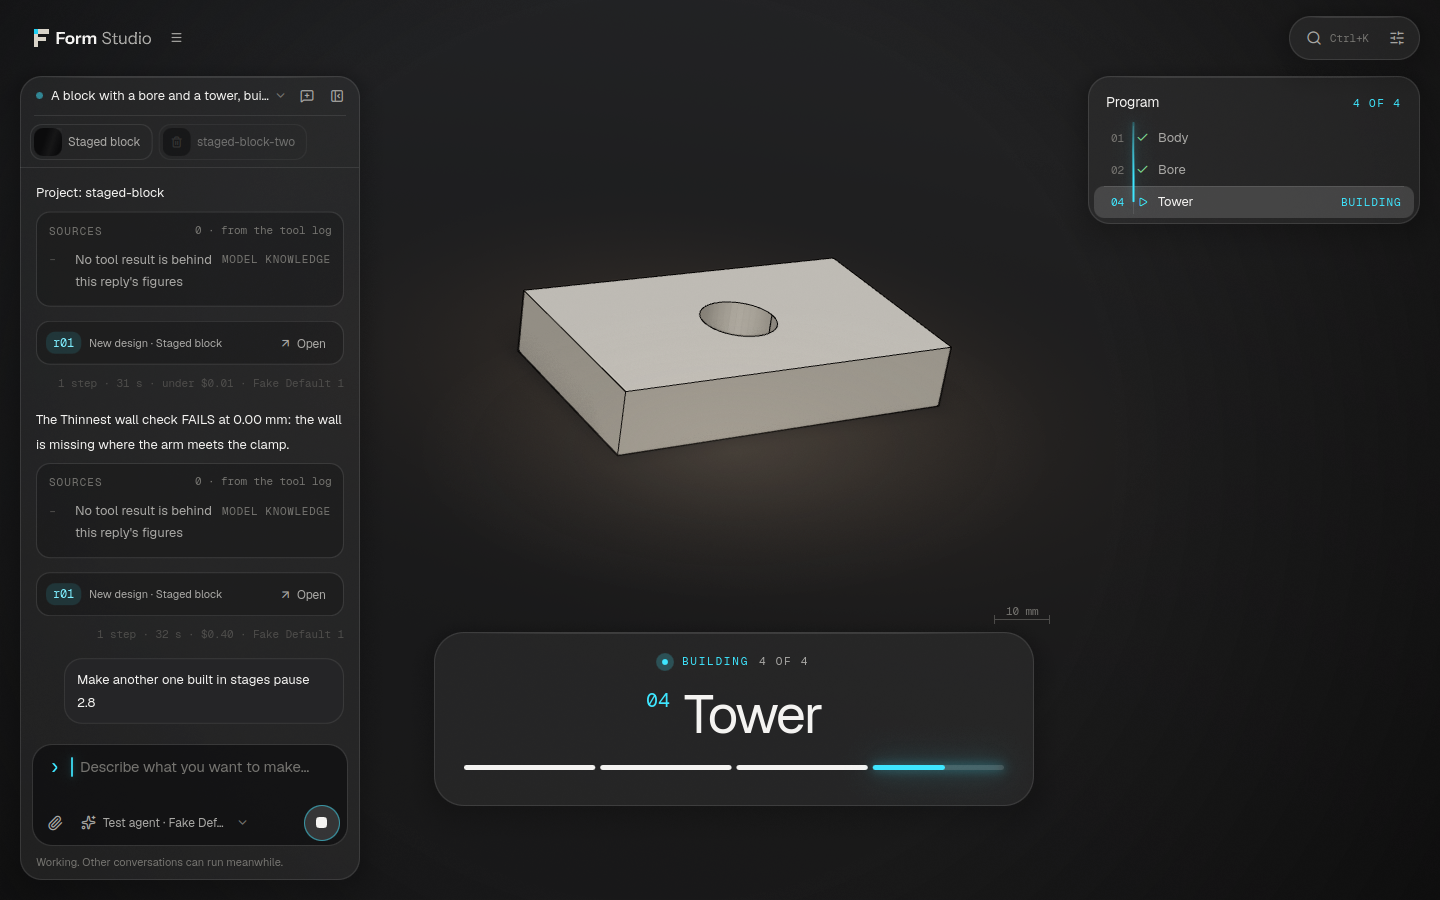 Form Studio
Ctrl+K
A block with a bore and a tower, bui...
Staged block
staged-block-two
Project: staged-block
SOURCES
0 · from the tool log
– No tool result is behind this reply's figures
MODEL KNOWLEDGE
r01 New design · Staged block
Open
1 step · 31 s · under $0.01 · Fake Default 1
The Thinnest wall check FAILS at 0.00 mm: the wall
is missing where the arm meets the clamp.
SOURCES
0 · from the tool log
– No tool result is behind this reply's figures
MODEL KNOWLEDGE
r01 New design · Staged block
Open
1 step · 32 s · $0.40 · Fake Default 1
Make another one built in stages pause
2.8
Describe what you want to make...
Test agent · Fake Def...
Working. Other conversations can run meanwhile.
Program
4 OF 4
01 Body
02 Bore
04 Tower BUILDING
10 mm
BUILDING 4 OF 4
04 Tower